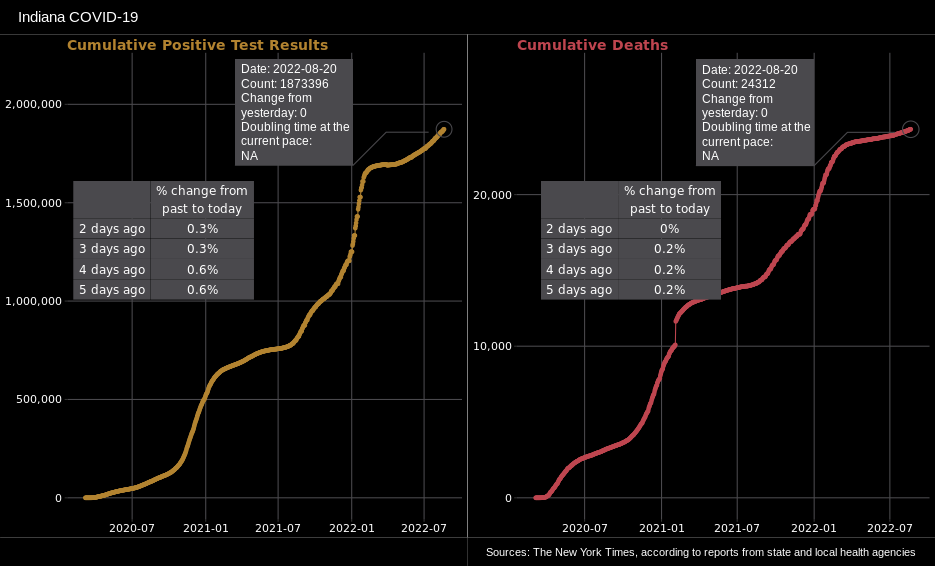 Indiana COVID-19
Cumulative Positive Test Results
Date: 2022-08-20
Count: 1873396
Change from
yesterday: 0
Doubling time at the
current pace:
NA
2,000,000
1,500,000
1,000,000
500,000
0
% change from
past to today
2 days ago 0.3%
3 days ago 0.3%
4 days ago 0.6%
5 days ago 0.6%
2020-07 2021-01 2021-07 2022-01 2022-07
Cumulative Deaths
Date: 2022-08-20
Count: 24312
Change from
yesterday: 0
Doubling time at the
current pace:
NA
20,000
10,000
0
% change from
past to today
2 days ago 0%
3 days ago 0.2%
4 days ago 0.2%
5 days ago 0.2%
2020-07 2021-01 2021-07 2022-01 2022-07
Sources: The New York Times, according to reports from state and local health agencies